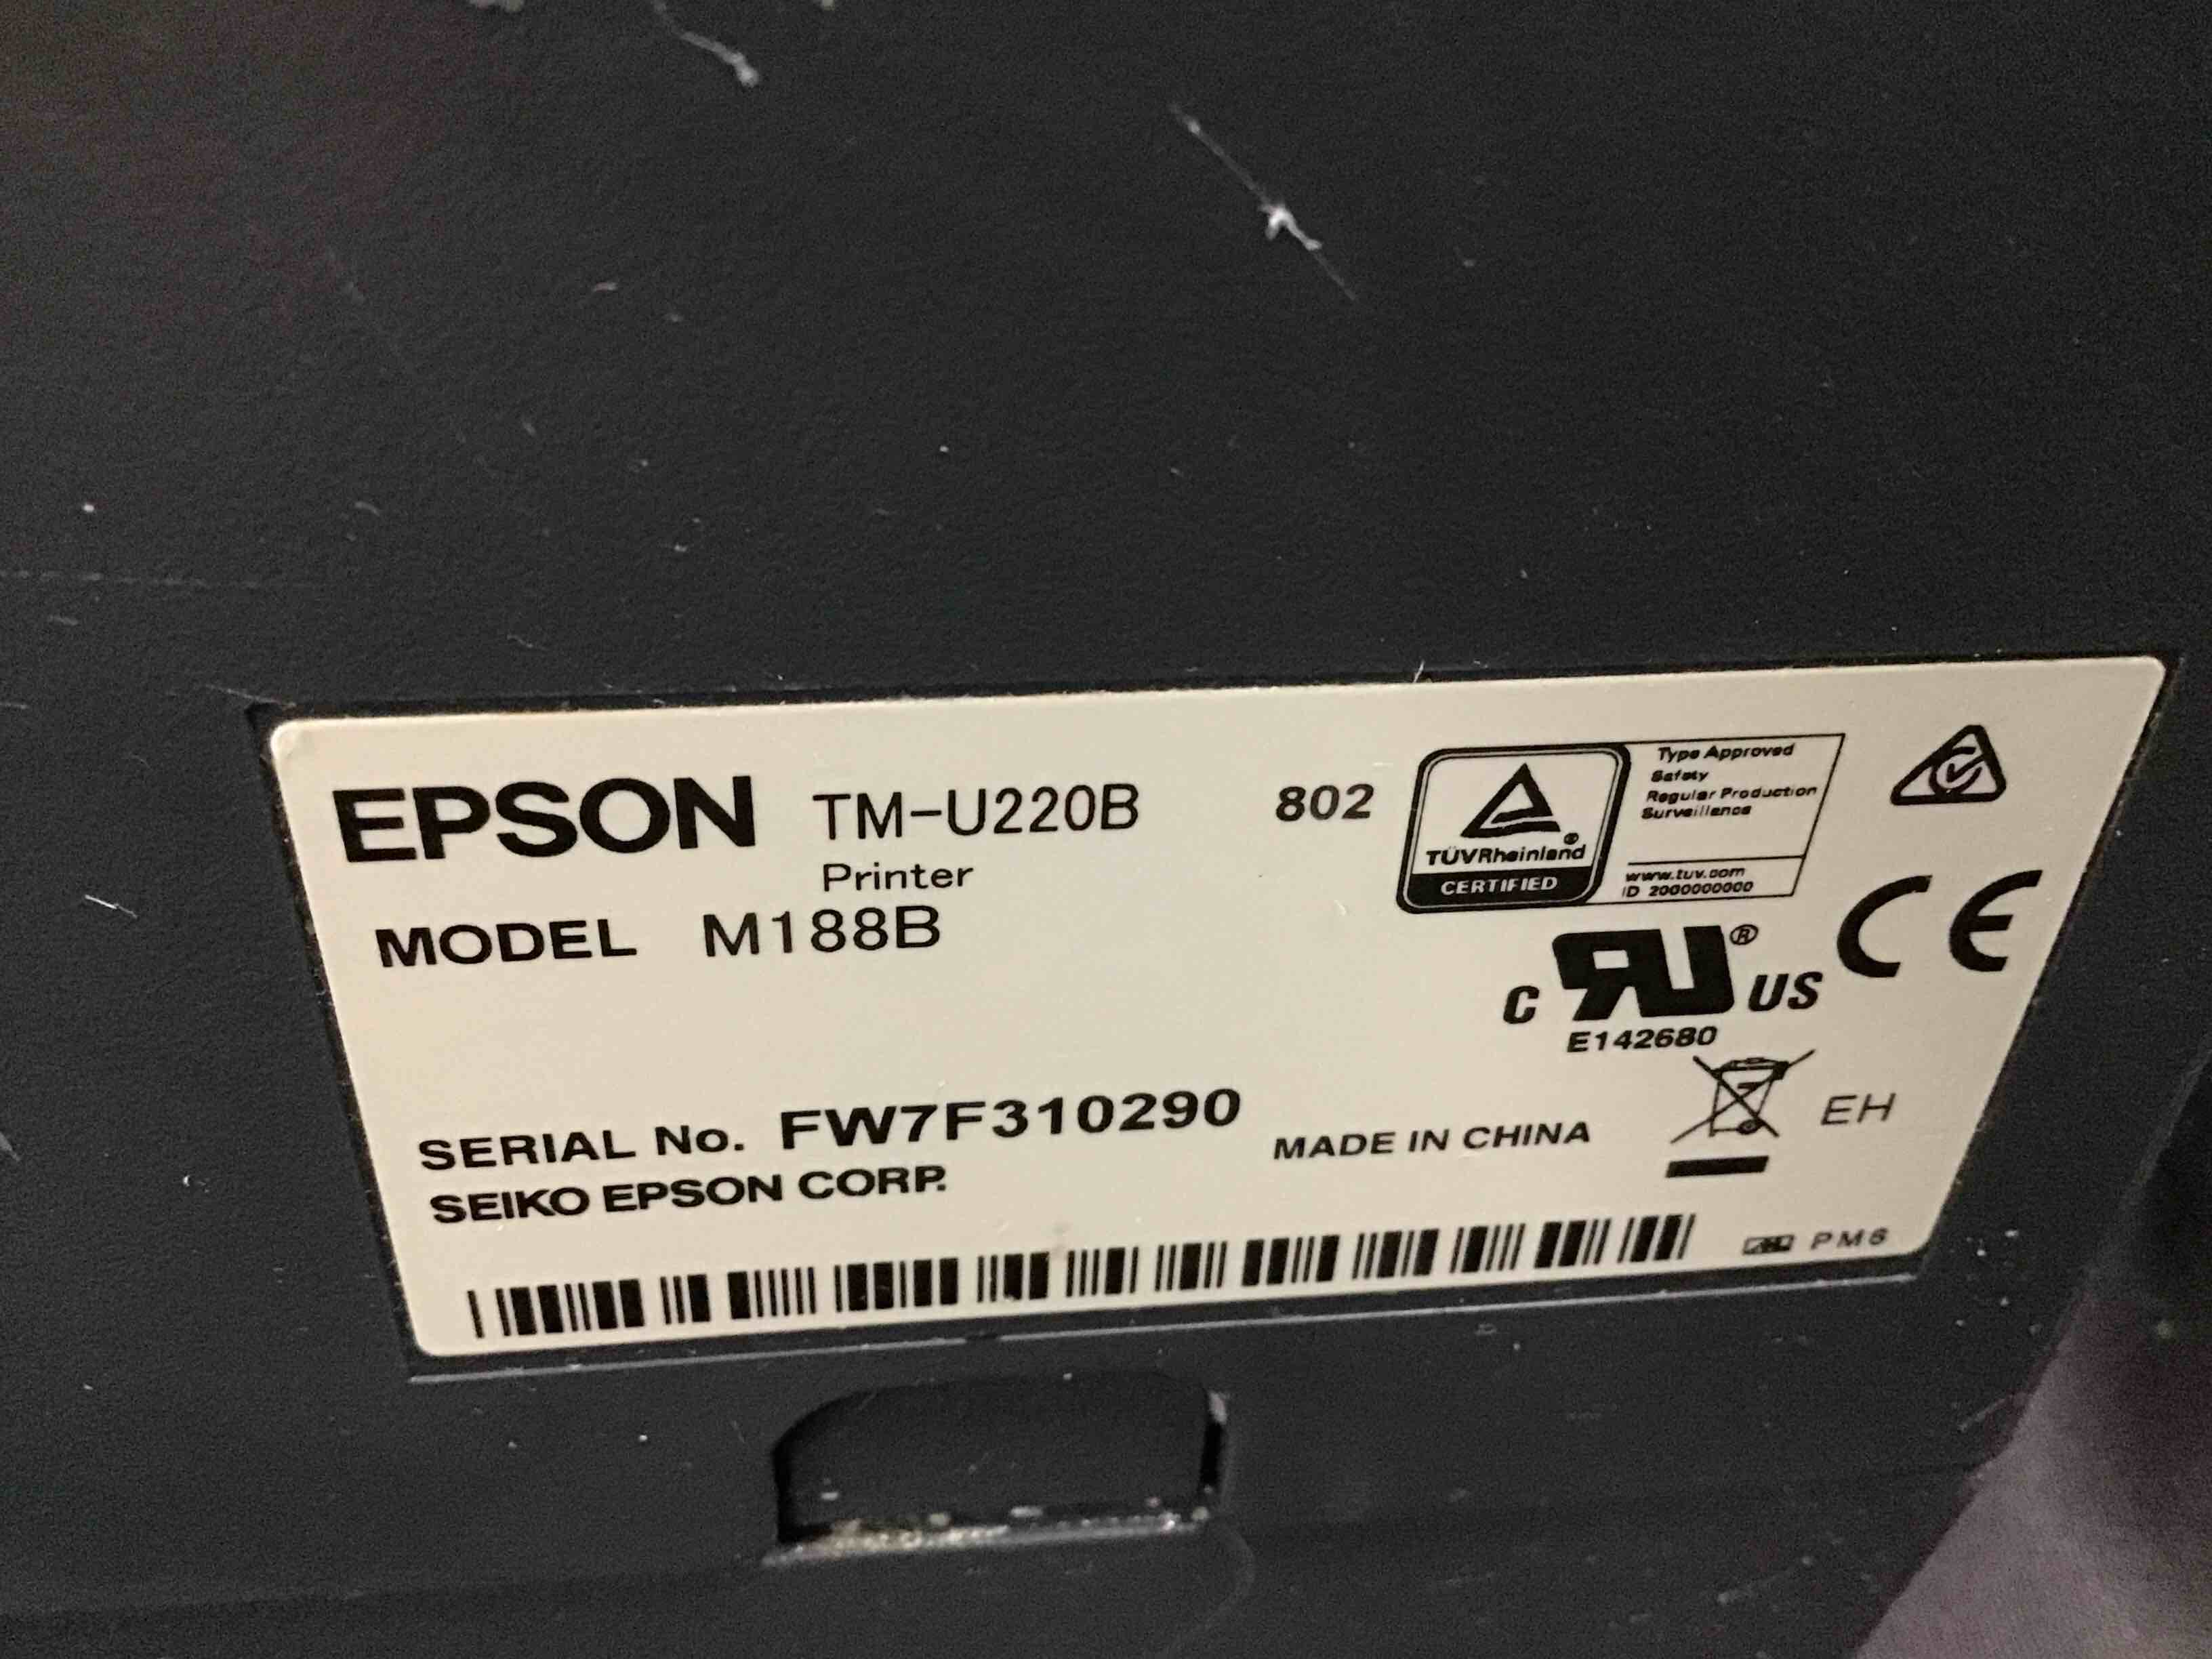 EPSON TM-U220B 802
Printer
MODEL M188B
TÜVRheinland®
CERTIFIED
Type Approved
Safety
Regular Production
Surveillance
www.tuv.com
ID 2000000000
CE
C RU® US
E142680
SERIAL No. FW7F310290
MADE IN CHINA
EH
SEIKO EPSON CORP.
PM6